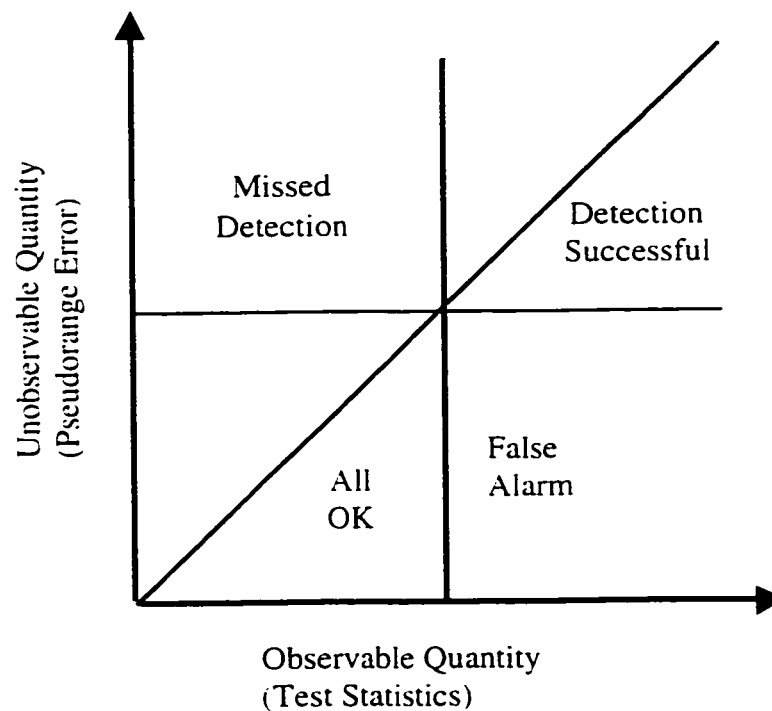 Unobservable Quantity
(Pseudorange Error)
Missed
Detection
Detection
Successful
All
OK
False
Alarm
Observable Quantity
(Test Statistics)